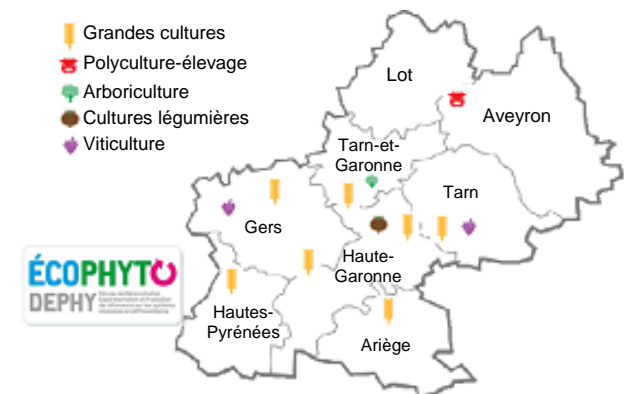 Grandes cultures
Polyculture-élevage
Arboriculture
Cultures légumières
Viticulture
Lot
Aveyron
Tarn-et-
Garonne
Tarn
Gers
Haute-
Garonne
Hautes-
Pyrénées
Ariège
ÉCOPHYTO
DEPHY